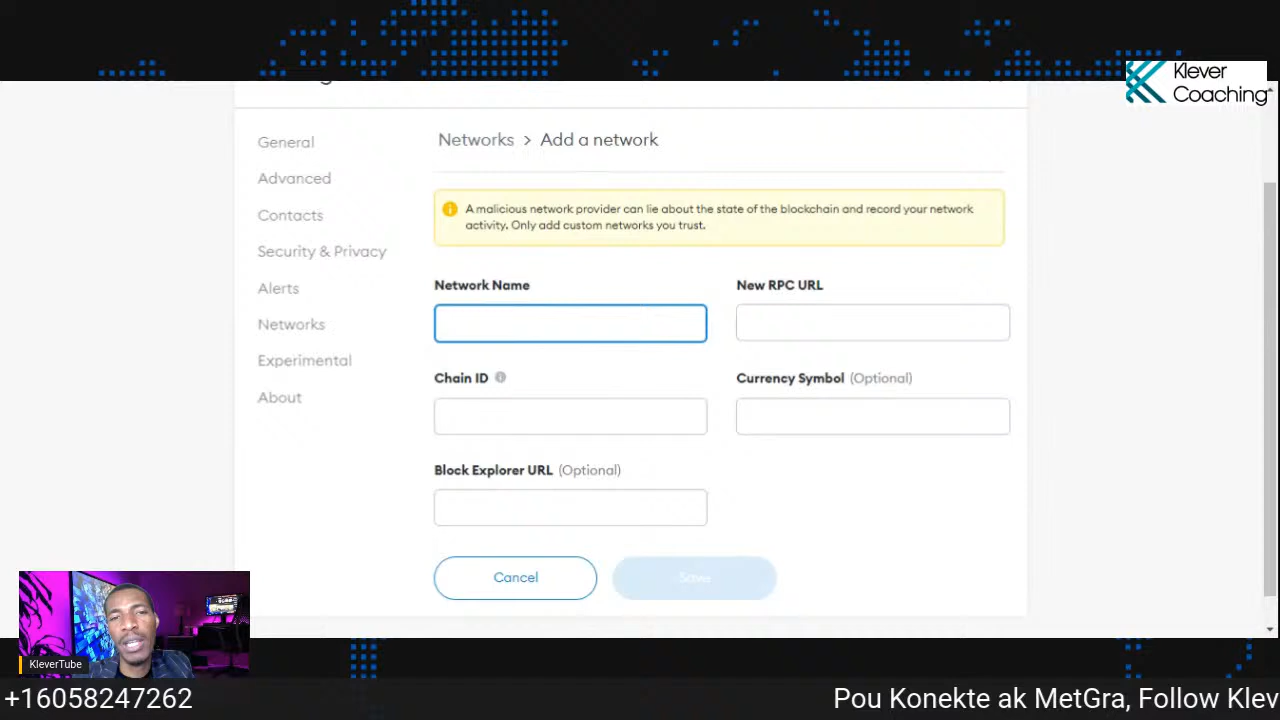 Klever
Coaching
General
Advanced
Contacts
Security & Privacy
Alerts
Networks
Experimental
About
Networks > Add a network
A malicious network provider can lie about the state of the blockchain and record your network
activity. Only add custom networks you trust.
Network Name
New RPC URL
Chain ID
Currency Symbol (Optional)
Block Explorer URL (Optional)
Cancel
Save
KleverTube
+16058247262
Pou Konekte ak MetGra, Follow Klev